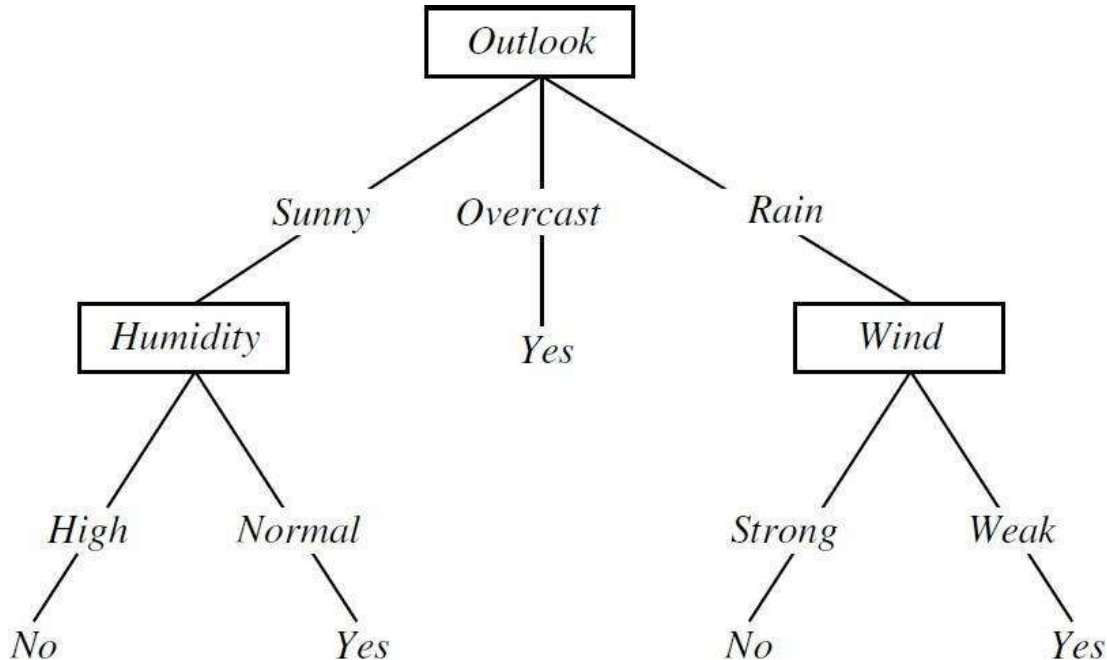 Outlook
Sunny Overcast Rain
Humidity Yes Wind
High Normal Strong Weak
No Yes No Yes